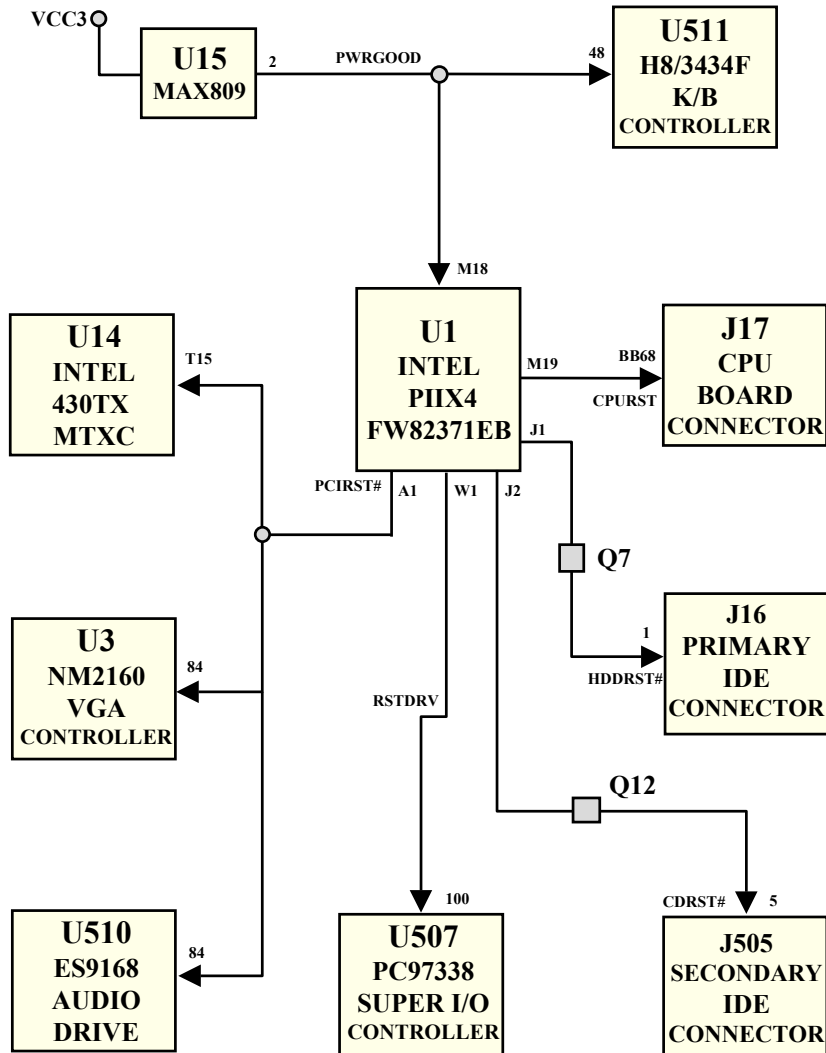 VCC3
U15
MAX809
2
PWRGOOD
48
U511
H8/3434F
K/B
CONTROLLER
M18
U14
INTEL
430TX
MTXC
T15
U1
INTEL
PIIX4
FW82371EB
M19
BB68
CPURST
J1
J17
CPU
BOARD
CONNECTOR
PCIRST#
A1
W1
J2
Q7
U3
NM2160
VGA
CONTROLLER
84
RSTDRV
1
HDDRST#
J16
PRIMARY
IDE
CONNECTOR
Q12
U510
ES9168
AUDIO
DRIVE
84
100
U507
PC97338
SUPER I/O
CONTROLLER
CDRST#
5
J505
SECONDARY
IDE
CONNECTOR